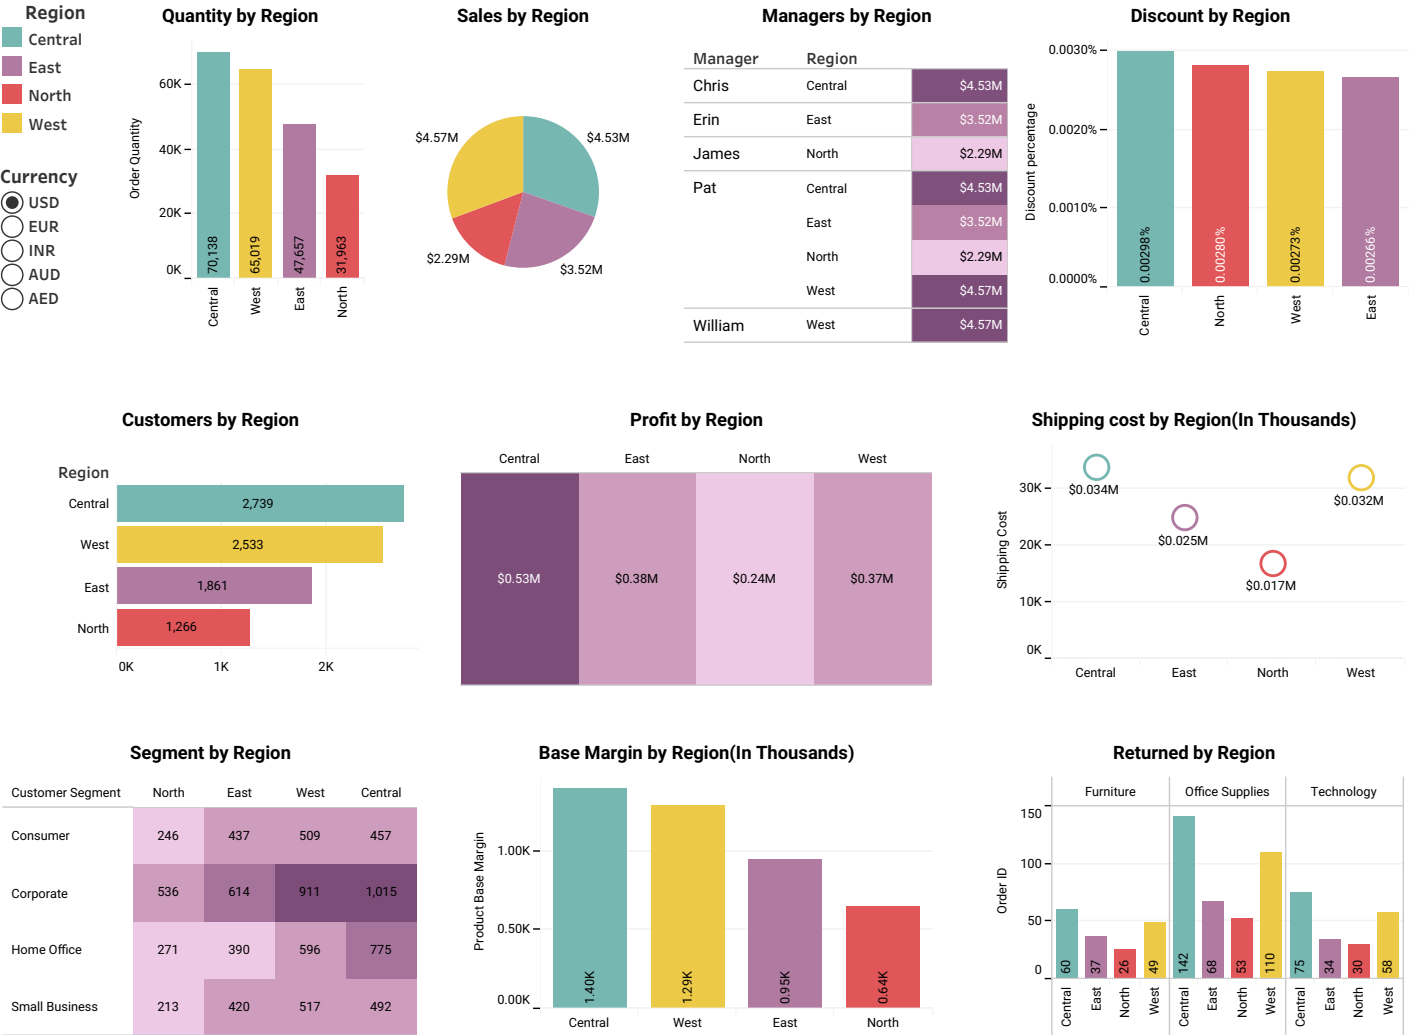 Region
Central
East
North
West
Currency
USD
EUR
INR
AUD
AED
Quantity by Region
Order Quantity
60K
40K
20K
0K
70,138
65,019
47,657
31,963
Central
West
East
North
Sales by Region
$4.57M
$4.53M
$2.29M
$3.52M
Managers by Region
Manager Region
Chris Central $4.53M
Erin East $3.52M
James North $2.29M
Pat Central $4.53M
East $3.52M
North $2.29M
West $4.57M
William West $4.57M
Discount by Region
Discount percentage
0.0030%
0.0020%
0.0010%
0.0000%
0.00298%
0.00280%
0.00273%
0.00266%
Central
North
West
East
Customers by Region
Region
Central 2,739
West 2,533
East 1,861
North 1,266
0K 1K 2K
Profit by Region
Central East North West
$0.53M $0.38M $0.24M $0.37M
Shipping cost by Region(In Thousands)
Shipping Cost
30K
20K
10K
0K
$0.034M
$0.025M
$0.017M
$0.032M
Central East North West
Segment by Region
Customer Segment North East West Central
Consumer 246 437 509 457
Corporate 536 614 911 1,015
Home Office 271 390 596 775
Small Business 213 420 517 492
Base Margin by Region(In Thousands)
Product Base Margin
1.00K
0.50K
0.00K
1.40K
1.29K
0.95K
0.64K
Central West East North
Returned by Region
Furniture Office Supplies Technology
Order ID
150
100
50
0
60
37
26
49
142
68
53
110
75
34
30
58
Central
East
North
West
Central
East
North
West
Central
East
North
West